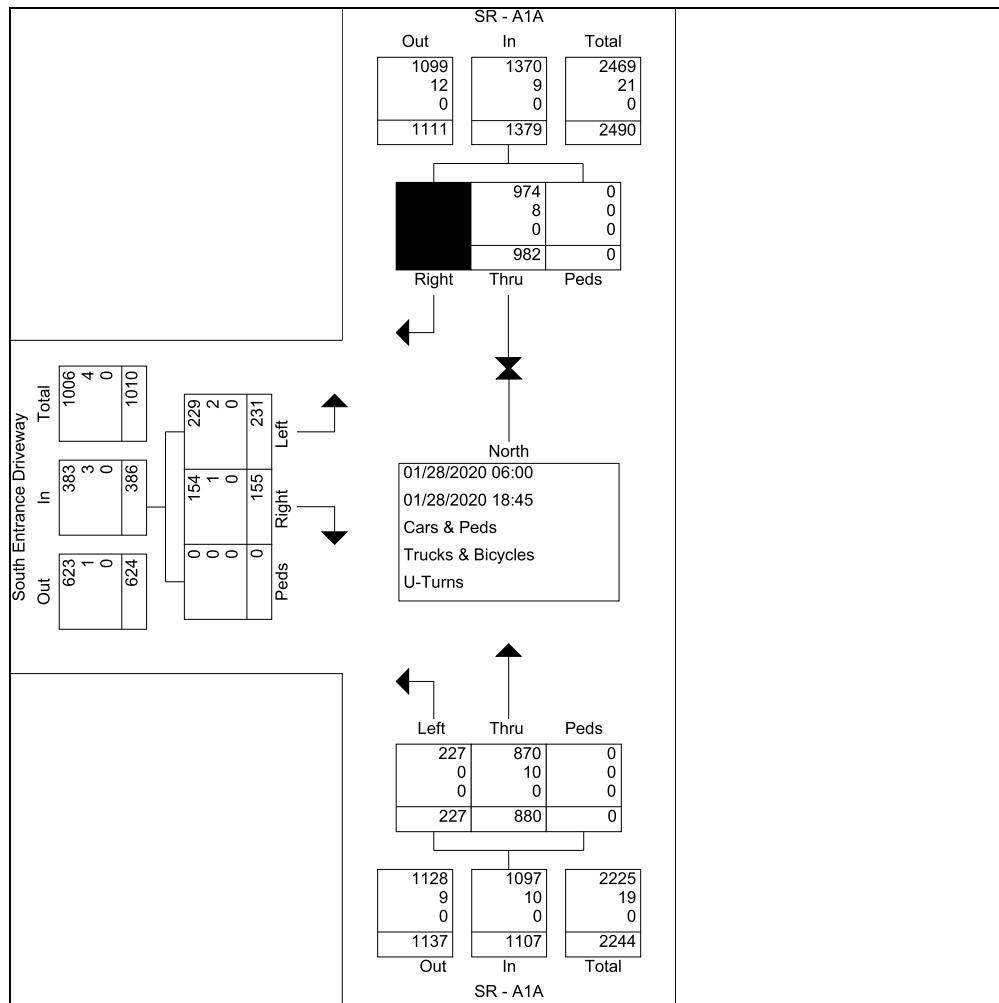 SR - A1A
Out In Total
1099 1370 2469
12 9 21
0 0 0
1111 1379 2490
974 0
8 0
0 0
982 0
Right Thru Peds
South Entrance Driveway
Total
1006
4
0
1010
In
383
3
0
386
Out
623
1
0
624
229
2
0
231
Left
154
1
0
155
Right
0
0
0
0
Peds
North
01/28/2020 06:00
01/28/2020 18:45
Cars & Peds
Trucks & Bicycles
U-Turns
Left Thru Peds
227 870 0
0 10 0
0 0 0
227 880 0
1128 1097 2225
9 10 19
0 0 0
1137 1107 2244
Out In Total
SR - A1A